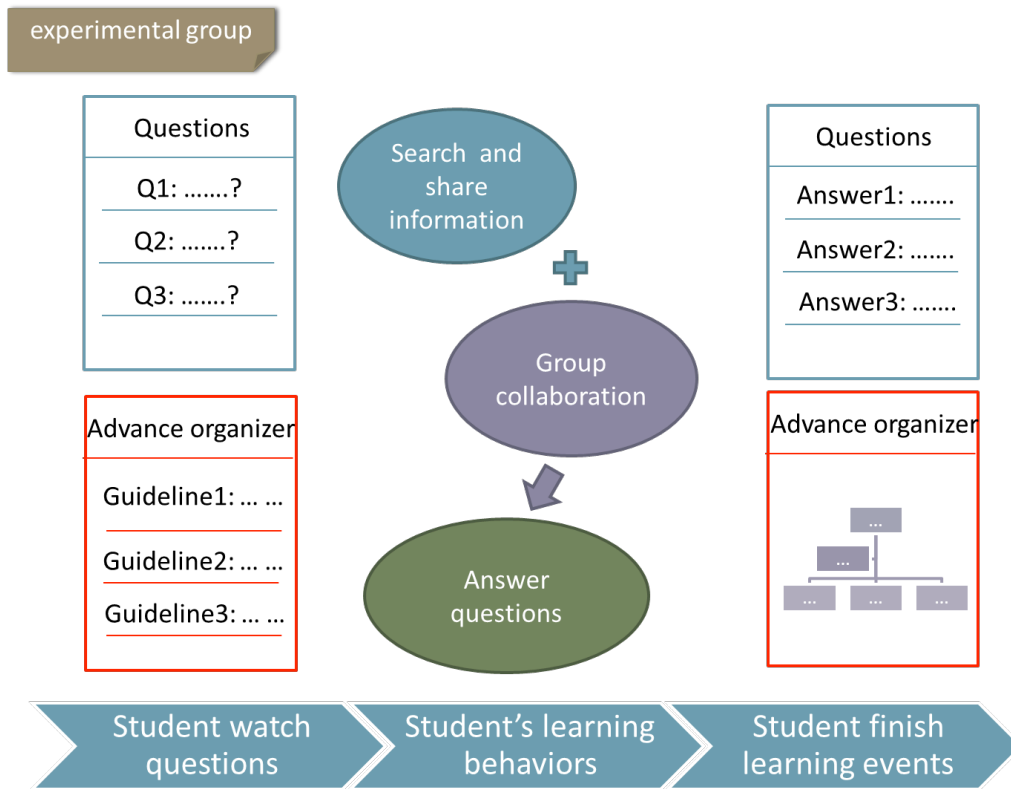 experimental group
Questions
Q1: …….?
Q2: …….?
Q3: …….?
Advance organizer
Guideline1: … …
Guideline2: … …
Guideline3: … …
Search and
share
information
Group
collaboration
Answer
questions
Questions
Answer1: …….
Answer2: …….
Answer3: …….
Advance organizer
...
...
...
...
...
Student watch
questions
Student’s learning
behaviors
Student finish
learning events